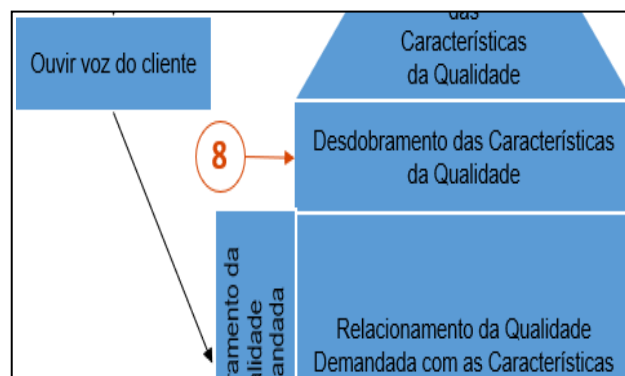 das
Características
da Qualidade
Ouvir voz do cliente
8
Desdobramento das Características
da Qualidade
Relacionamento da Qualidade
Demandada com as Características